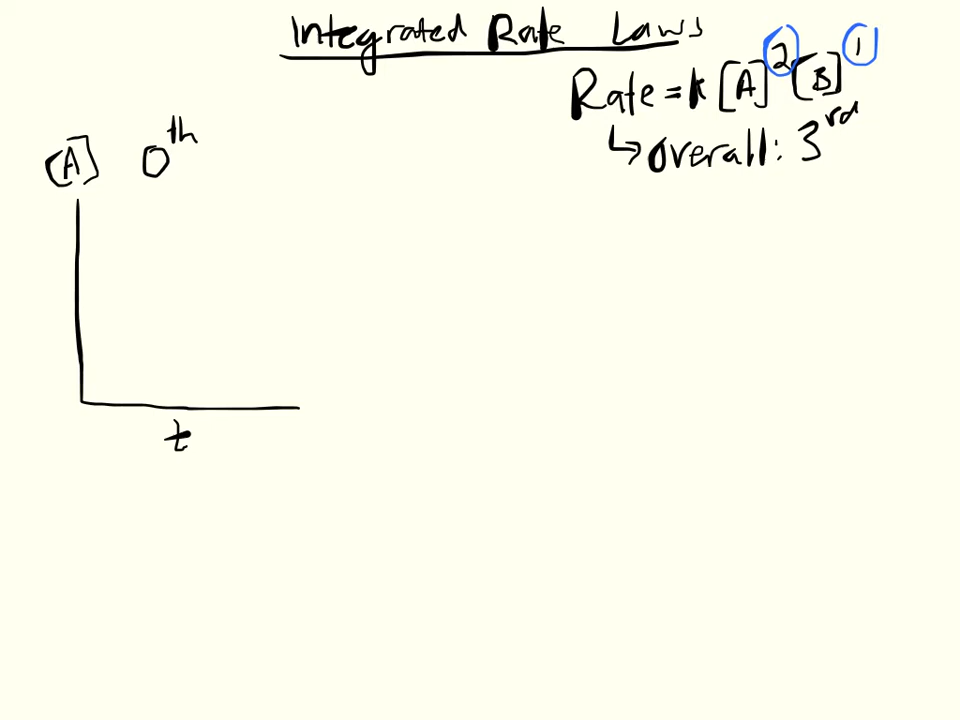 Integrated Rate Laws
Rate = k [A]² [B]¹
↳ overall: 3rd
[A] 0th
t